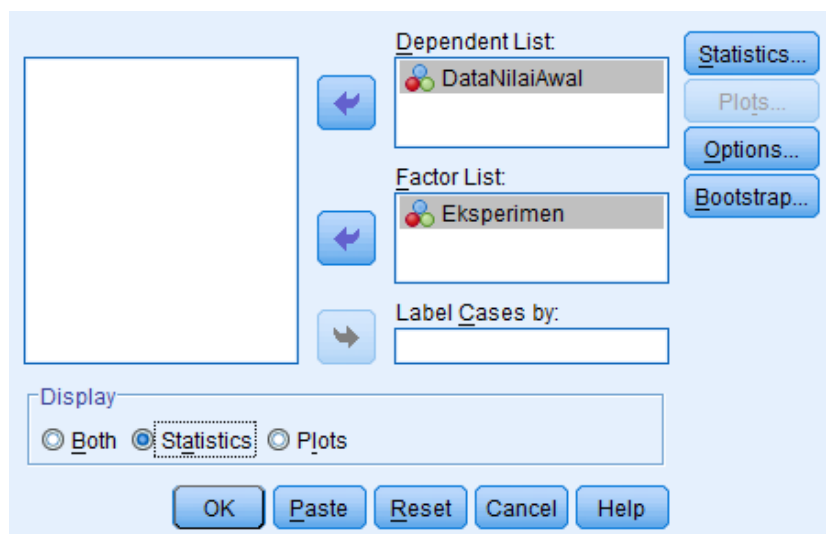 Dependent List:
DataNilaiAwal
Factor List:
Eksperimen
Label Cases by:
Statistics...
Plots...
Options...
Bootstrap...
Display
Both Statistics Plots
OK Paste Reset Cancel Help